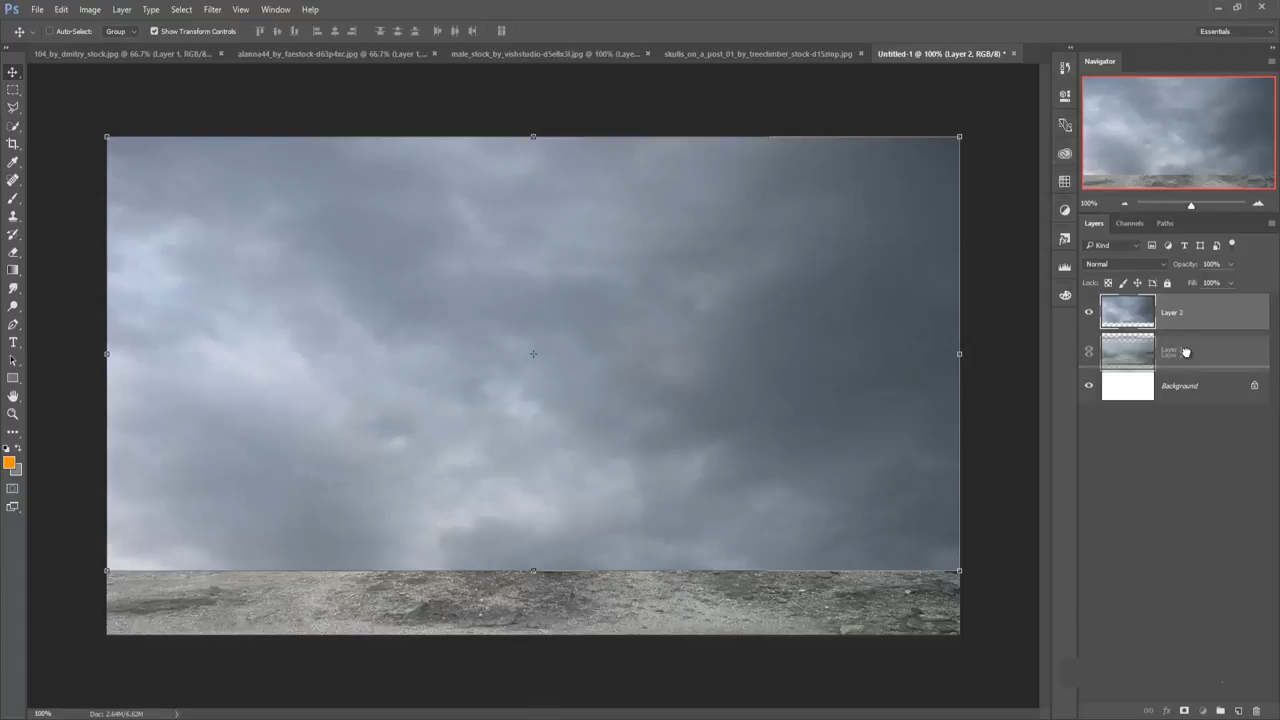 Ps File Edit Image Layer Type Select Filter View Window Help
Auto-Select: Group Show Transform Controls Essentials
104_by_dmitry_stock.jpg @ 66.7% (Layer 1, RGB/8... alanna44_by_faestock-d63p4xc.jpg @ 66.7% (Layer 1, ... male_stock_by_vishstudio-d5e8x3l.jpg @ 100% (Laye... skulls_on_a_post_01_by_treeclimber_stock-d15zinp.jpg Untitled-1 @ 100% (Layer 2, RGB/8) *
Navigator
100%
Layers Channels Paths
Kind
Normal Opacity: 100%
Lock: Fill: 100%
Layer 2
Background
100% Doc: 2.64M/6.62M